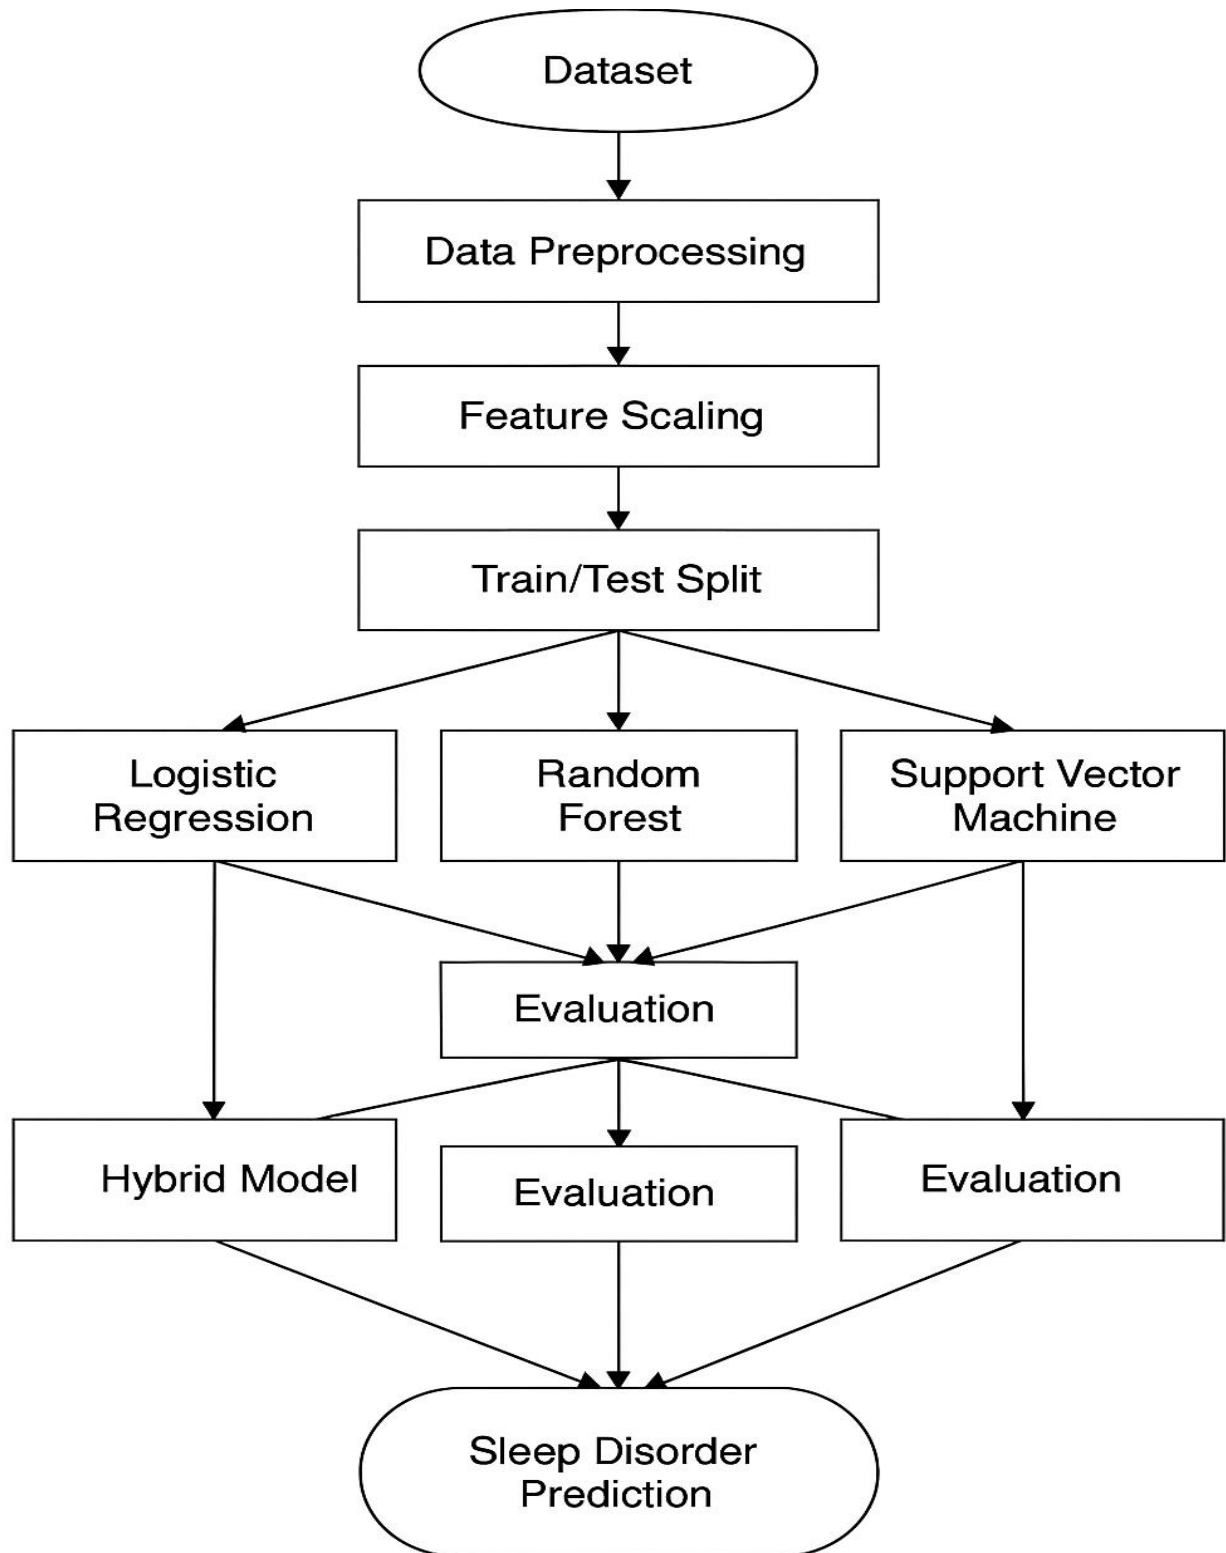 Dataset
Data Preprocessing
Feature Scaling
Train/Test Split
Logistic
Regression
Random
Forest
Support Vector
Machine
Evaluation
Hybrid Model
Evaluation
Evaluation
Sleep Disorder
Prediction